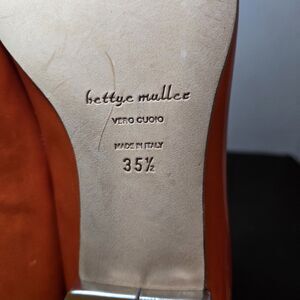 bettye muller
VERO CUOIO
MADE IN ITALY
35½